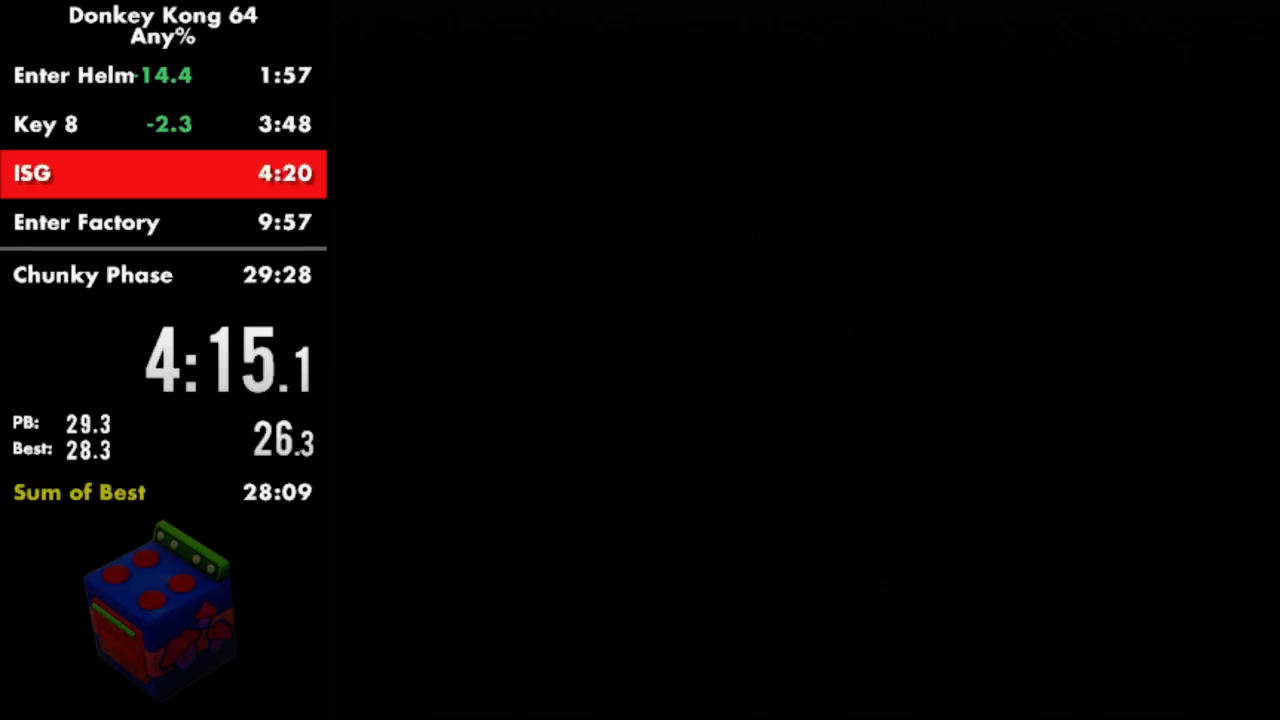 Donkey Kong 64
Any%
Enter Helm -14.4 1:57
Key 8 -2.3 3:48
ISG 4:20
Enter Factory 9:57
Chunky Phase 29:28
4:15.1
PB: 29.3
Best: 28.3
26.3
Sum of Best 28:09